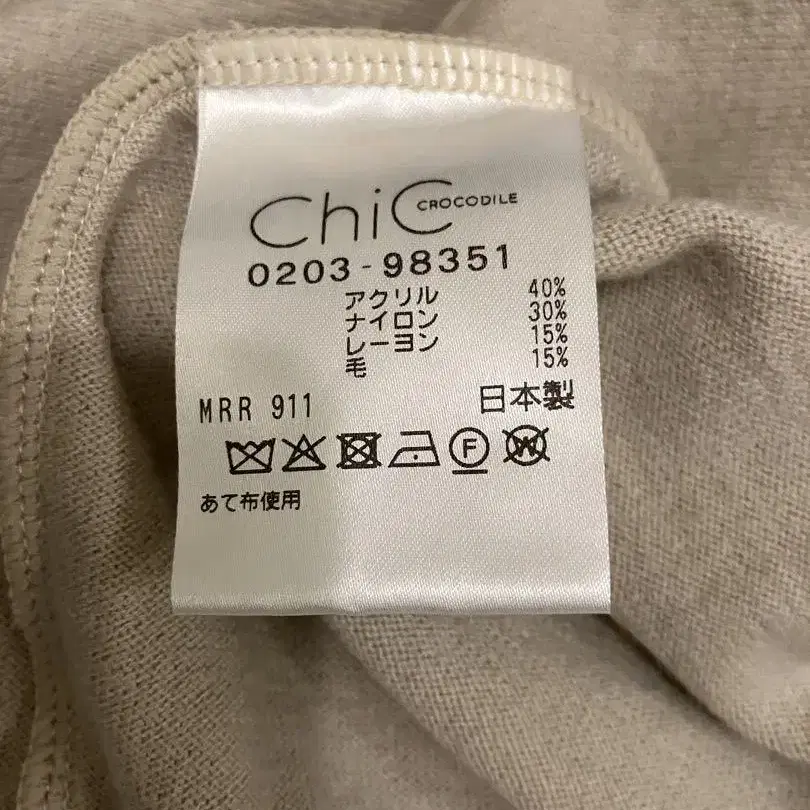 Chic CROCODILE
0203-98351
アクリル 40%
ナイロン 30%
レーヨン 15%
毛 15%
MRR 911 日本製
F W
あて布使用